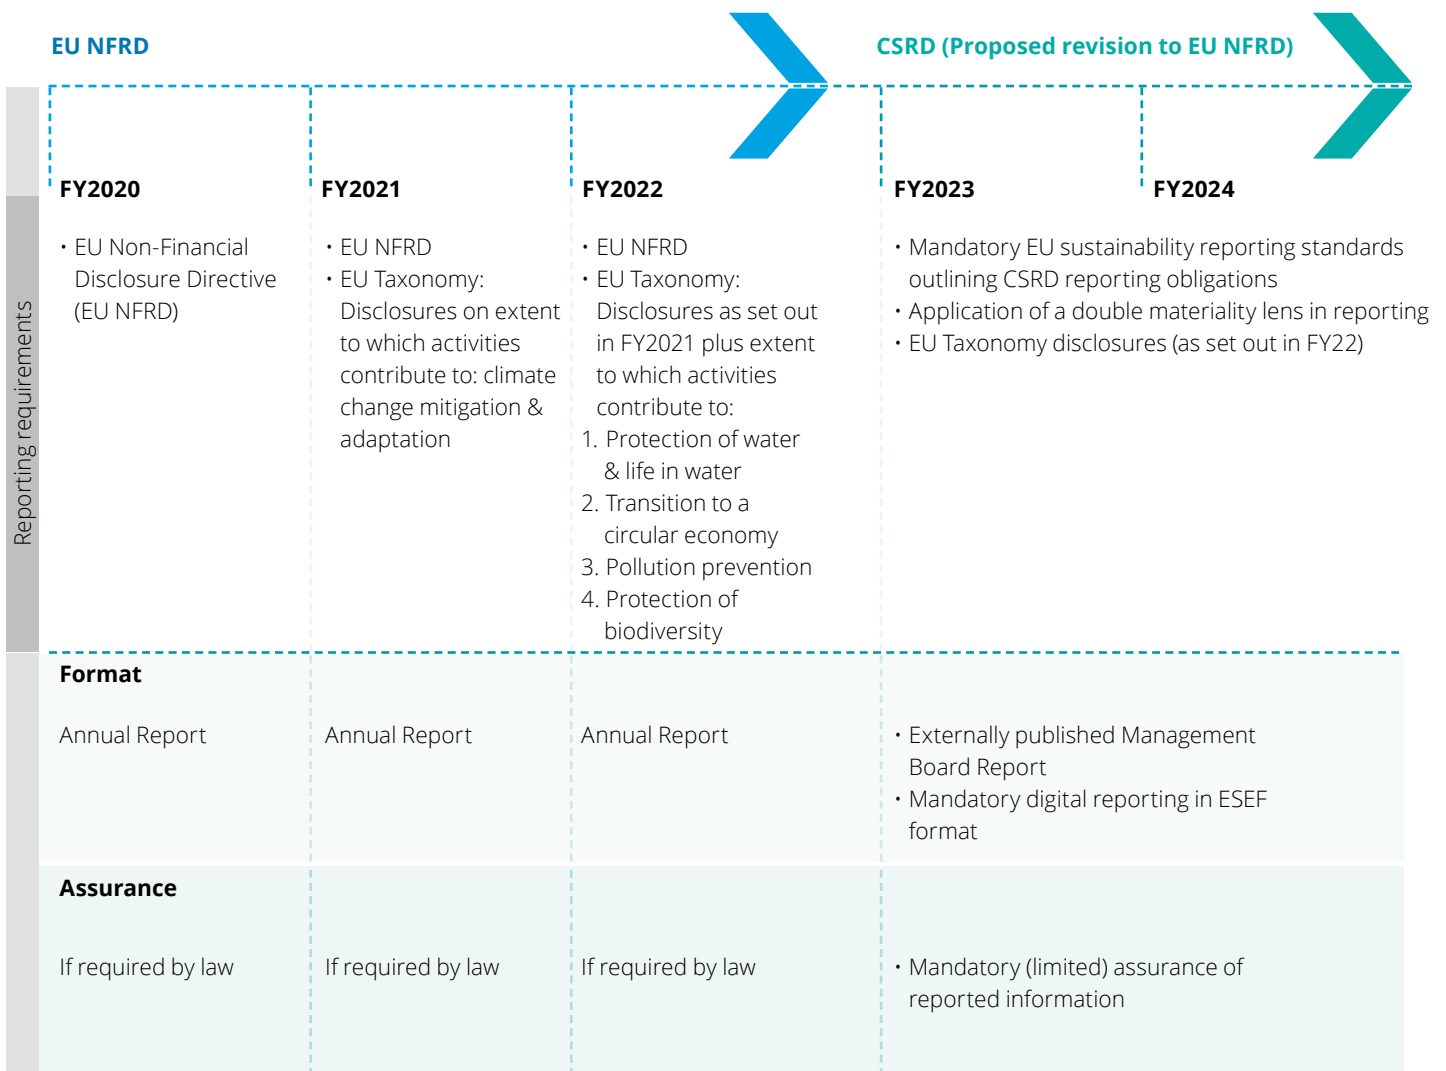 EU NFRD
CSRD (Proposed revision to EU NFRD)
Reporting requirements
FY2020
• EU Non-Financial
Disclosure Directive
(EU NFRD)
FY2021
• EU NFRD
• EU Taxonomy:
Disclosures on extent
to which activities
contribute to: climate
change mitigation &
adaptation
FY2022
• EU NFRD
• EU Taxonomy:
Disclosures as set out
in FY2021 plus extent
to which activities
contribute to:
1. Protection of water
& life in water
2. Transition to a
circular economy
3. Pollution prevention
4. Protection of
biodiversity
FY2023
FY2024
• Mandatory EU sustainability reporting standards
outlining CSRD reporting obligations
• Application of a double materiality lens in reporting
• EU Taxonomy disclosures (as set out in FY22)
Format
Annual Report
Annual Report
Annual Report
• Externally published Management
Board Report
• Mandatory digital reporting in ESEF
format
Assurance
If required by law
If required by law
If required by law
• Mandatory (limited) assurance of
reported information